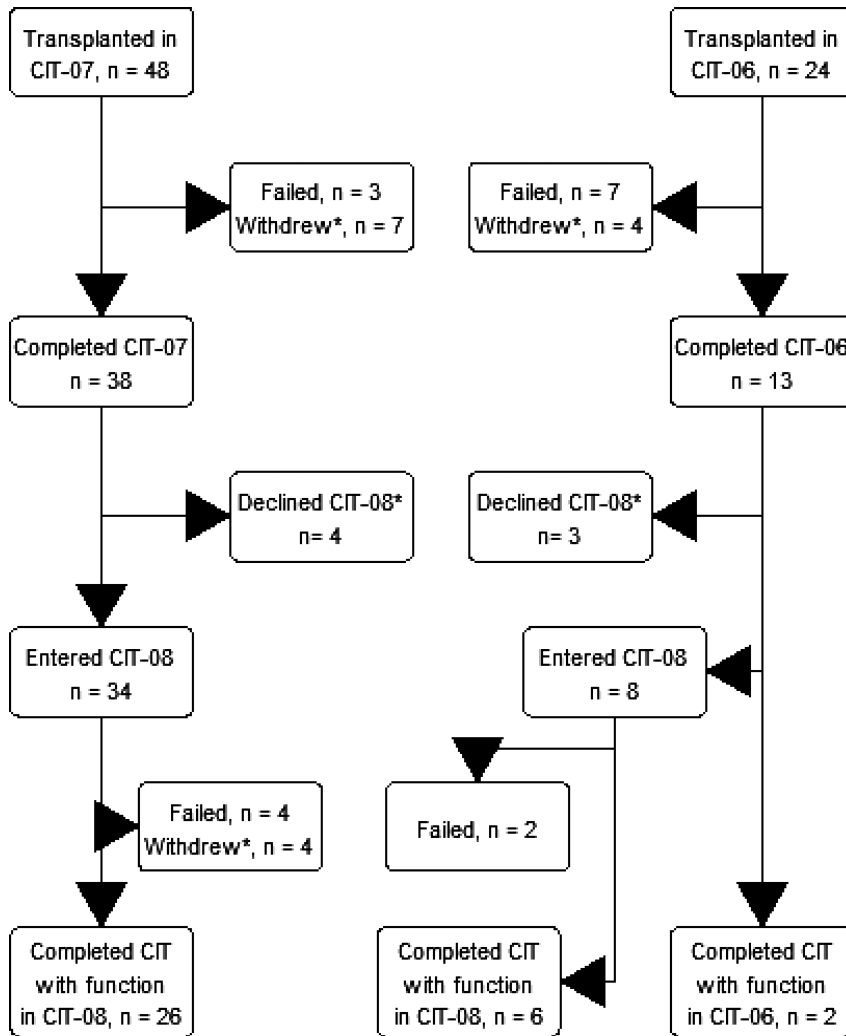 Transplanted in
CIT-07, n = 48
Transplanted in
CIT-06, n = 24
Failed, n = 3
Withdrew*, n = 7
Failed, n = 7
Withdrew*, n = 4
Completed CIT-07
n = 38
Completed CIT-06
n = 13
Declined CIT-08*
n= 4
Declined CIT-08*
n= 3
Entered CIT-08
n = 34
Entered CIT-08
n = 8
Failed, n = 4
Withdrew*, n = 4
Failed, n = 2
Completed CIT
with function
in CIT-08, n = 26
Completed CIT
with function
in CIT-08, n = 6
Completed CIT
with function
in CIT-06, n = 2